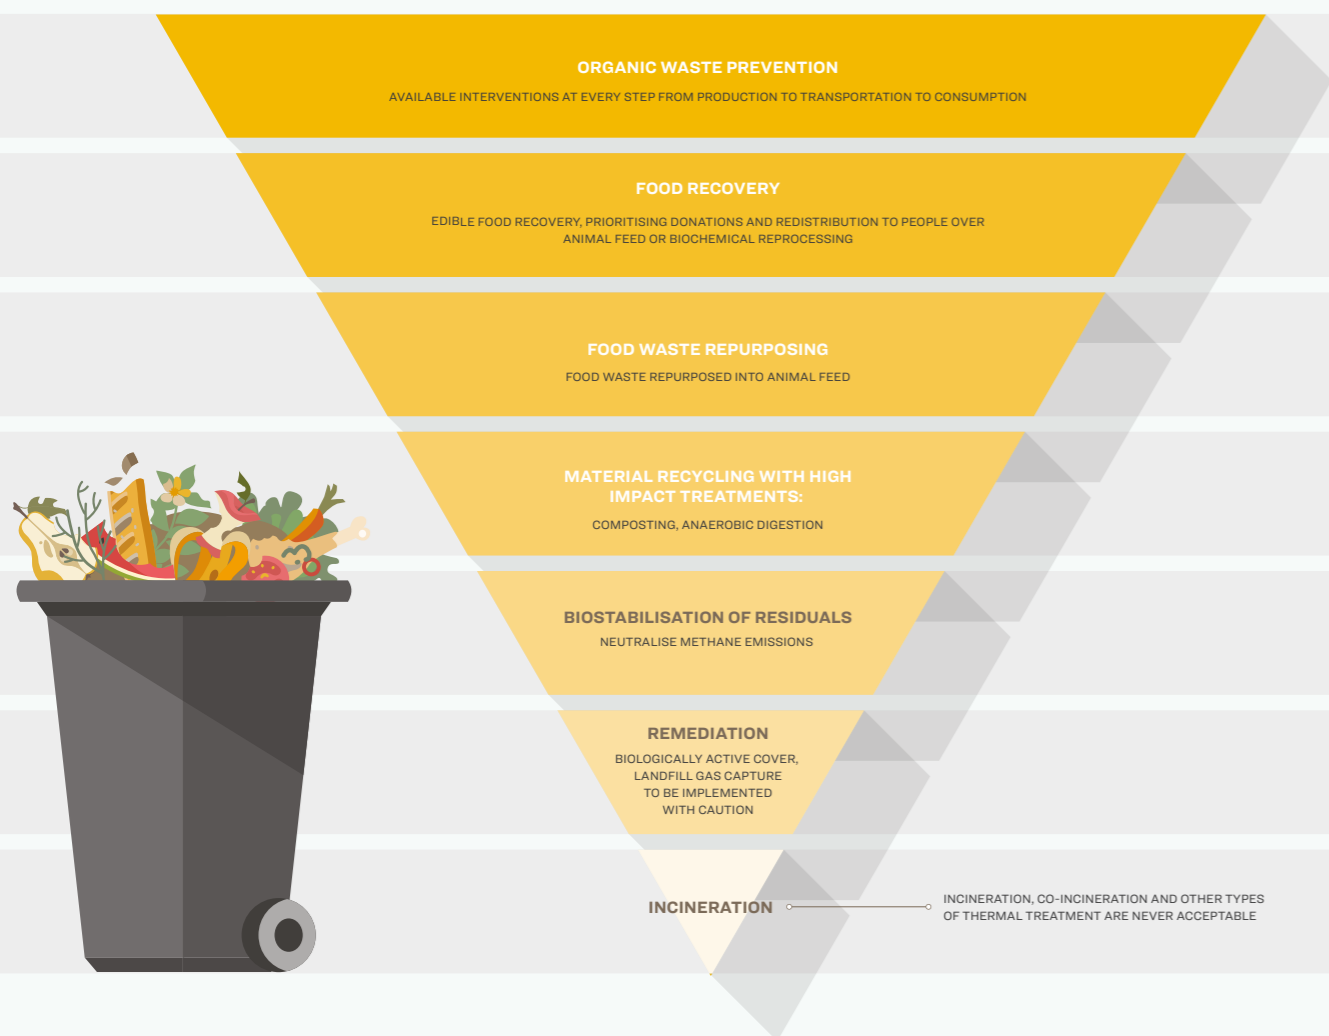 ORGANIC WASTE PREVENTION
AVAILABLE INTERVENTIONS AT EVERY STEP FROM PRODUCTION TO TRANSPORTATION TO CONSUMPTION
FOOD RECOVERY
EDIBLE FOOD RECOVERY, PRIORITISING DONATIONS AND REDISTRIBUTION TO PEOPLE OVER
ANIMAL FEED OR BIOCHEMICAL REPROCESSING
FOOD WASTE REPURPOSING
FOOD WASTE REPURPOSED INTO ANIMAL FEED
MATERIAL RECYCLING WITH HIGH
IMPACT TREATMENTS:
COMPOSTING, ANAEROBIC DIGESTION
BIOSTABILISATION OF RESIDUALS
NEUTRALISE METHANE EMISSIONS
REMEDIATION
BIOLOGICALLY ACTIVE COVER,
LANDFILL GAS CAPTURE
TO BE IMPLEMENTED
WITH CAUTION
INCINERATION
INCINERATION, CO-INCINERATION AND OTHER TYPES
OF THERMAL TREATMENT ARE NEVER ACCEPTABLE